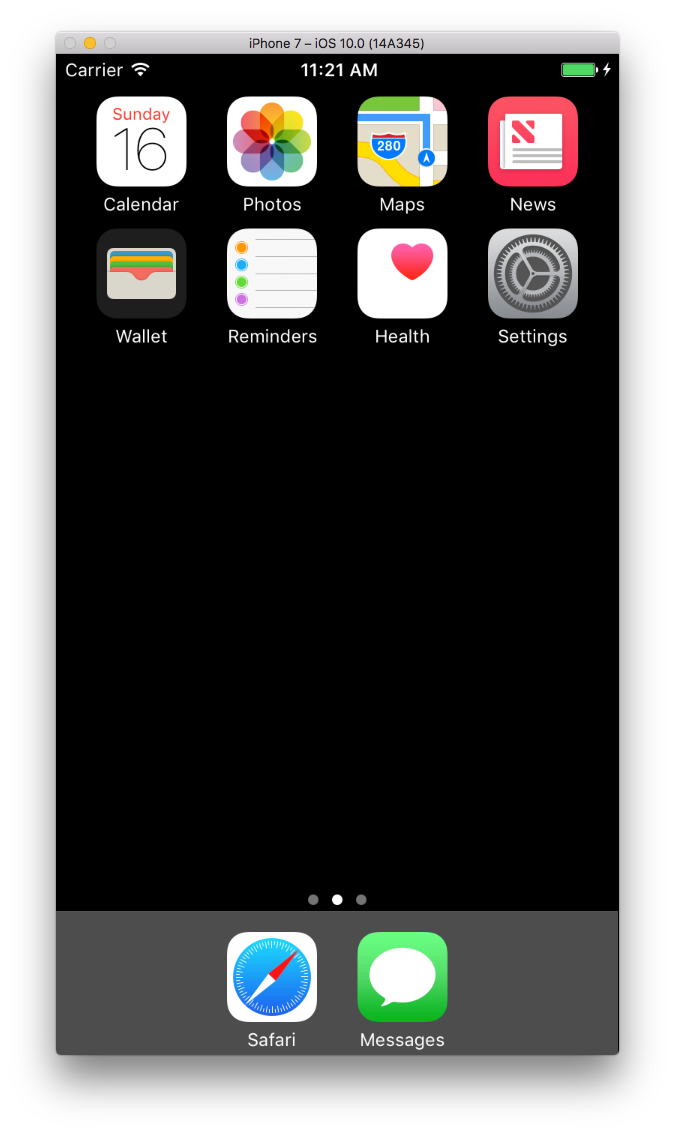 iPhone 7 – iOS 10.0 (14A345)
Carrier 11:21 AM
Sunday
16
280
Calendar Photos Maps News
Wallet Reminders Health Settings
Safari Messages